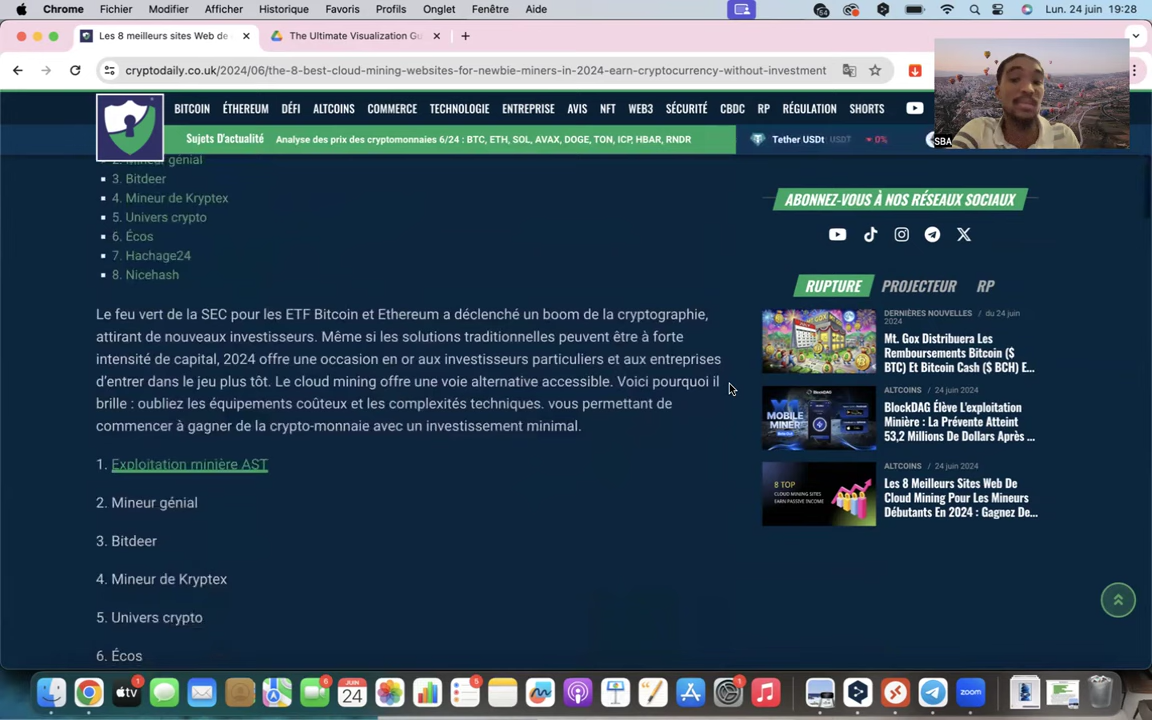 Chrome Fichier Modifier Afficher Historique Favoris Profils Onglet Fenêtre Aide Lun. 24 juin 19:28
Les 8 meilleurs sites Web de
The Ultimate Visualization Gu
cryptodaily.co.uk/2024/06/the-8-best-cloud-mining-websites-for-newbie-miners-in-2024-earn-cryptocurrency-without-investment
BITCOIN ÉTHEREUM DÉFI ALTCOINS COMMERCE TECHNOLOGIE ENTREPRISE AVIS NFT WEB3 SÉCURITÉ CBDC RP RÉGULATION SHORTS
Sujets D'actualité Analyse des prix des cryptomonnaies 6/24 : BTC, ETH, SOL, AVAX, DOGE, TON, ICP, HBAR, RNDR Tether USDt USDT 0%
SBA
2. Mineur génial
3. Bitdeer
4. Mineur de Kryptex
5. Univers crypto
6. Écos
7. Hachage24
8. Nicehash
Le feu vert de la SEC pour les ETF Bitcoin et Ethereum a déclenché un boom de la cryptographie,
attirant de nouveaux investisseurs. Même si les solutions traditionnelles peuvent être à forte
intensité de capital, 2024 offre une occasion en or aux investisseurs particuliers et aux entreprises
d'entrer dans le jeu plus tôt. Le cloud mining offre une voie alternative accessible. Voici pourquoi il
brille : oubliez les équipements coûteux et les complexités techniques. vous permettant de
commencer à gagner de la crypto-monnaie avec un investissement minimal.
1. Exploitation minière AST
2. Mineur génial
3. Bitdeer
4. Mineur de Kryptex
5. Univers crypto
6. Écos
ABONNEZ-VOUS À NOS RÉSEAUX SOCIAUX
RUPTURE PROJECTEUR RP
DERNIÈRES NOUVELLES / du 24 juin
2024
Mt. Gox Distribuera Les
Remboursements Bitcoin ($
BTC) Et Bitcoin Cash ($ BCH) E...
ALTCOINS / 24 juin 2024
BlockDAG Élève L'exploitation
Minière : La Prévente Atteint
53,2 Millions De Dollars Après ...
MOBILE
MINER
ALTCOINS / 24 juin 2024
Les 8 Meilleurs Sites Web De
Cloud Mining Pour Les Mineurs
Débutants En 2024 : Gagnez De...
8 TOP
CLOUD MINING SITES
EARN PASSIVE INCOME
tv
JUIN
24
zoom